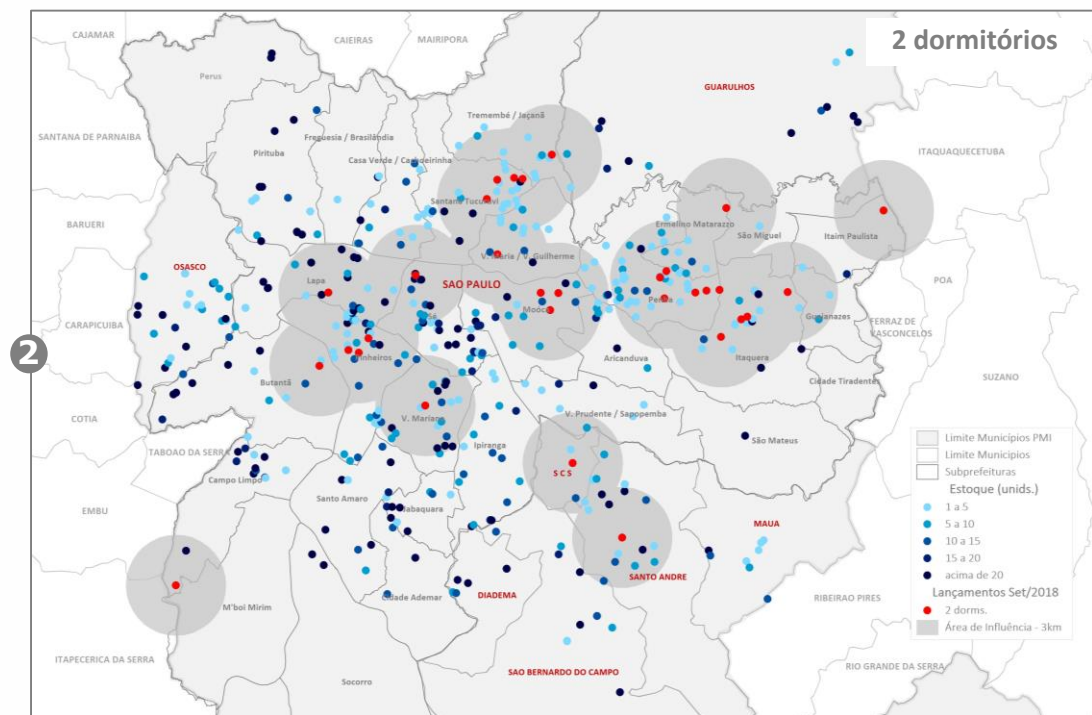 2 dormitórios
2
CAJAMAR
CAIEIRAS
MAIRIPORA
Perus
GUARULHOS
SANTANA DE PARNAIBA
Tremembé / Jaçanã
Freguesia / Brasilândia
Pirituba
Casa Verde / Cachoeirinha
ITAQUAQUECETUBA
Santana Tucuruvi
BARUERI
Ermelino Matarazzo
São Miguel
Itaim Paulista
V. Maria / V. Guilherme
OSASCO
Lapa
SAO PAULO
POA
Sé
Moóca
Penha
Guaianazes
CARAPICUIBA
FERRAZ DE
VASCONCELOS
Pinheiros
Aricanduva
Itaquera
SUZANO
Butantã
Cidade Tiradentes
COTIA
V. Mariana
V. Prudente / Sapopemba
TABOAO DA SERRA
Ipiranga
São Mateus
Campo Limpo
S C S
Santo Amaro
EMBU
Jabaquara
MAUA
SANTO ANDRE
M'boi Mirim
Cidade Ademar
DIADEMA
RIBEIRAO PIRES
ITAPECERICA DA SERRA
SAO BERNARDO DO CAMPO
RIO GRANDE DA SERRA
Socorro
Limite Municípios PMI
Limite Municipios
Subprefeituras
Estoque (unids.)
1 a 5
5 a 10
10 a 15
15 a 20
acima de 20
Lançamentos Set/2018
2 dorms.
Área de Influência - 3km